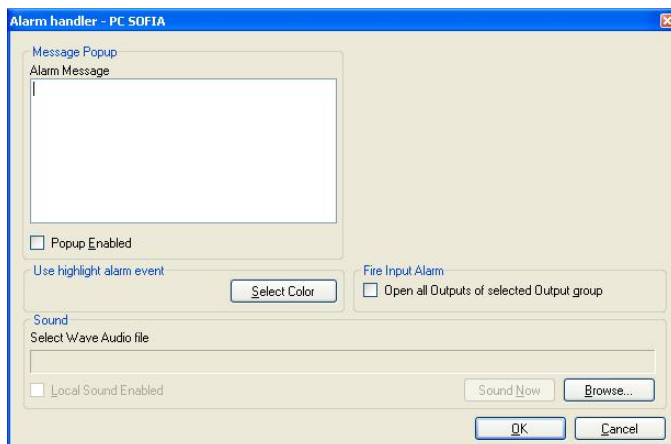 Alarm handler - PC SOFIA
Message Popup
Alarm Message
Popup Enabled
Use highlight alarm event
Select Color
Fire Input Alarm
Open all Outputs of selected Output group
Sound
Select Wave Audio file
Local Sound Enabled
Sound Now
Browse...
OK
Cancel